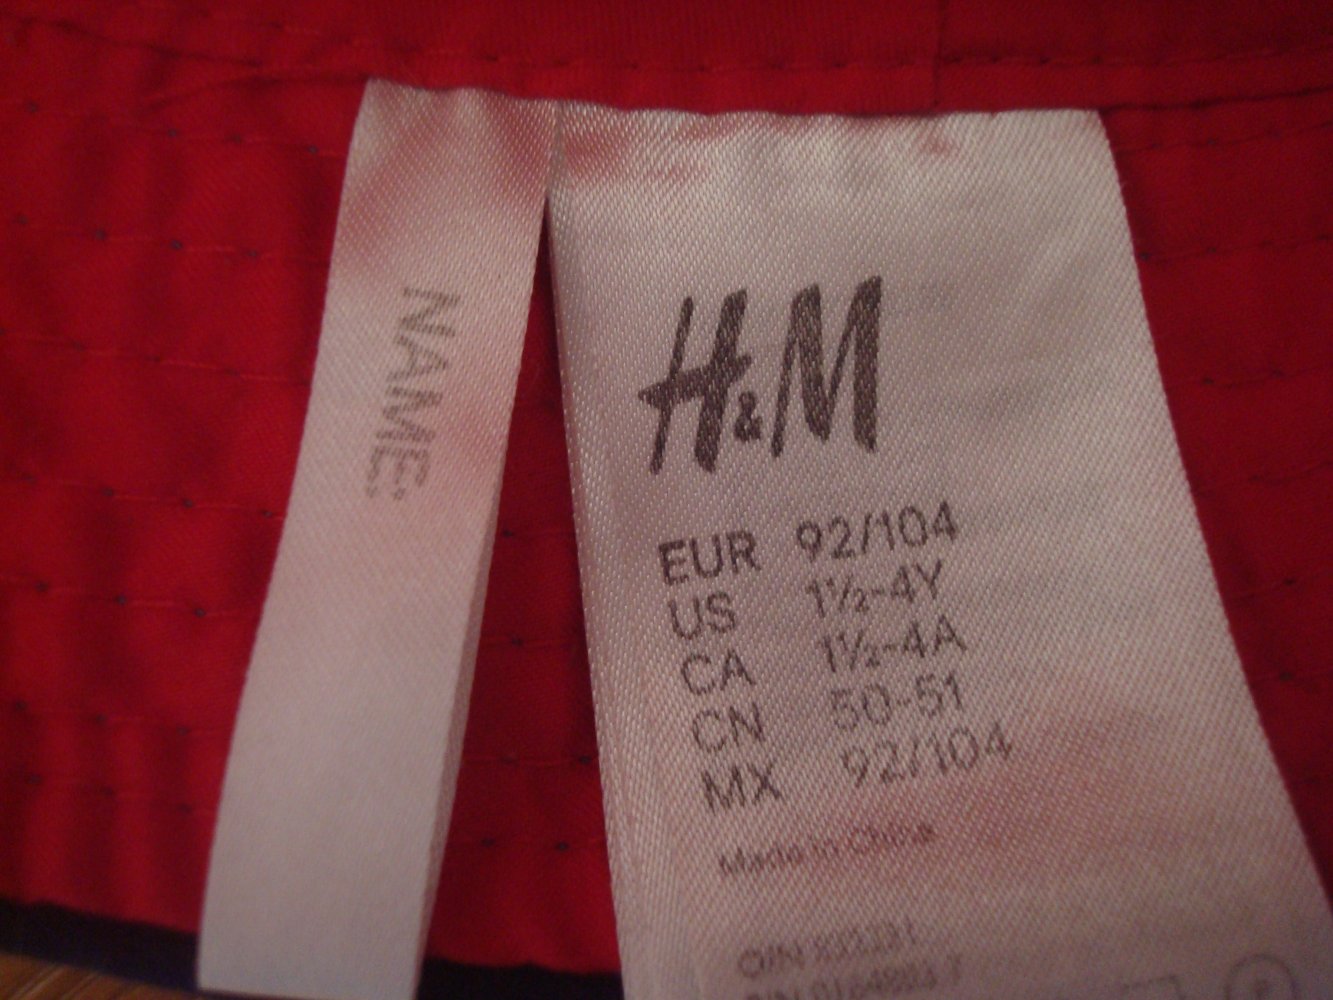 NAME:
H&M
EUR 92/104
US 1½-4Y
CA 1½-4A
CN 50-51
MX 92/104
Made in China